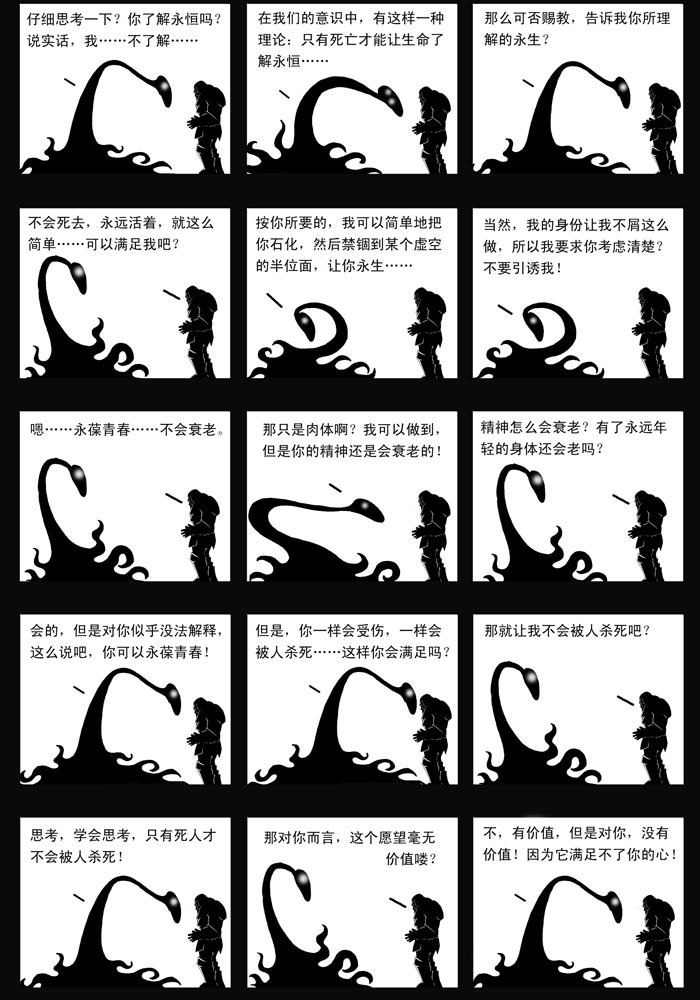 仔细思考一下？你了解永恒吗？
说实话，我……不了解……
在我们的意识中，有这样一种
理论：只有死亡才能让生命了
解永恒……
那么可否赐教，告诉我你所理
解的永生？
不会死去，永远活着，就这么
简单……可以满足我吧？
按你所要的，我可以简单地把
你石化，然后禁锢到某个虚空
的半位面，让你永生……
当然，我的身份让我不屑这么
做，所以我要求你考虑清楚？
不要引诱我！
嗯……永葆青春……不会衰老。
那只是肉体啊？我可以做到，
但是你的精神还是会衰老的！
精神怎么会衰老？有了永远年
轻的身体还会老吗？
会的，但是对你似乎没法解释，
这么说吧，你可以永葆青春！
但是，你一样会受伤，一样会
被人杀死……这样你会满足吗？
那就让我不会被人杀死吧？
思考，学会思考，只有死人才
不会被人杀死！
那对你而言，这个愿望毫无
价值喽？
不，有价值，但是对你，没有
价值！因为它满足不了你的心！